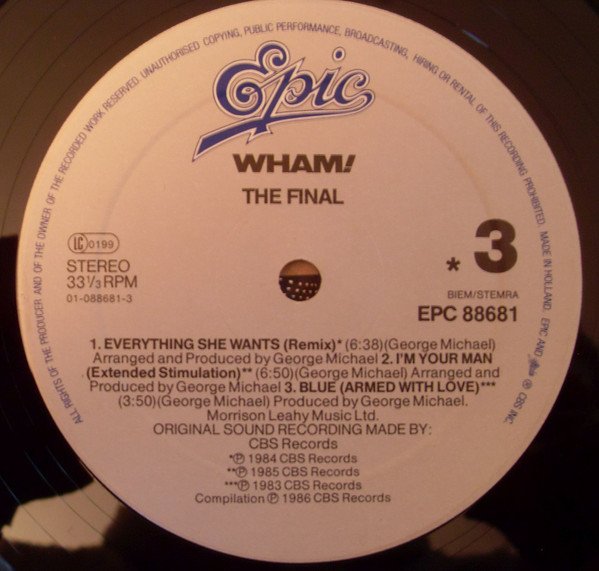 ALL RIGHTS OF THE PRODUCER AND OF THE OWNER OF THE RECORDED WORK RESERVED. UNAUTHORISED COPYING, PUBLIC PERFORMANCE, BROADCASTING, HIRING OR RENTAL OF THIS RECORDING PROHIBITED. MADE IN HOLLAND. EPIC AND ® CBS INC.
Epic
WHAM!
THE FINAL
LC 0199
STEREO
33 1/3 RPM
01-088681-3
* 3
BIEM/STEMRA
EPC 88681
1. EVERYTHING SHE WANTS (Remix)* (6:38)(George Michael)
Arranged and Produced by George Michael 2. I'M YOUR MAN
(Extended Stimulation)** (6:50)(George Michael) Arranged and
Produced by George Michael 3. BLUE (ARMED WITH LOVE)***
(3:50)(George Michael) Produced by George Michael.
Morrison Leahy Music Ltd.
ORIGINAL SOUND RECORDING MADE BY:
CBS Records
*℗ 1984 CBS Records
**℗ 1985 CBS Records
***℗ 1983 CBS Records
Compilation ℗ 1986 CBS Records